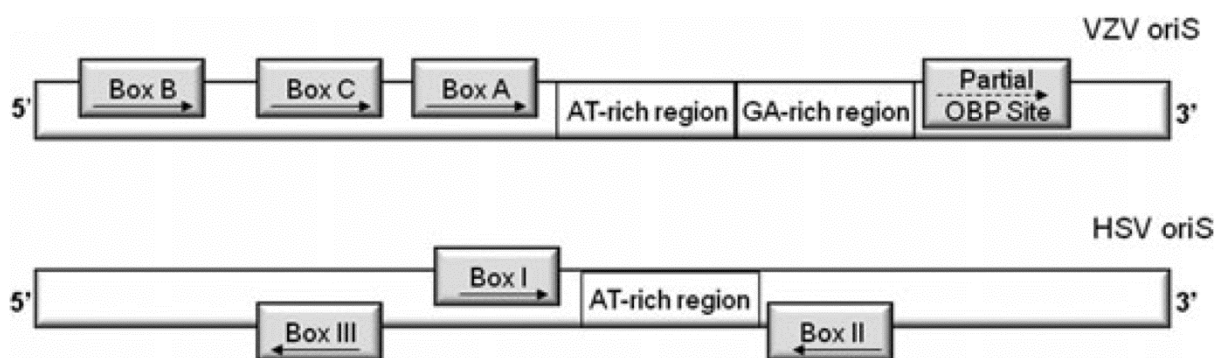 VZV oriS
Box B
Box C
Box A
Partial
5'
AT-rich region
GA-rich region
OBP Site
3'
HSV oriS
Box I
5'
AT-rich region
3'
Box III
Box II